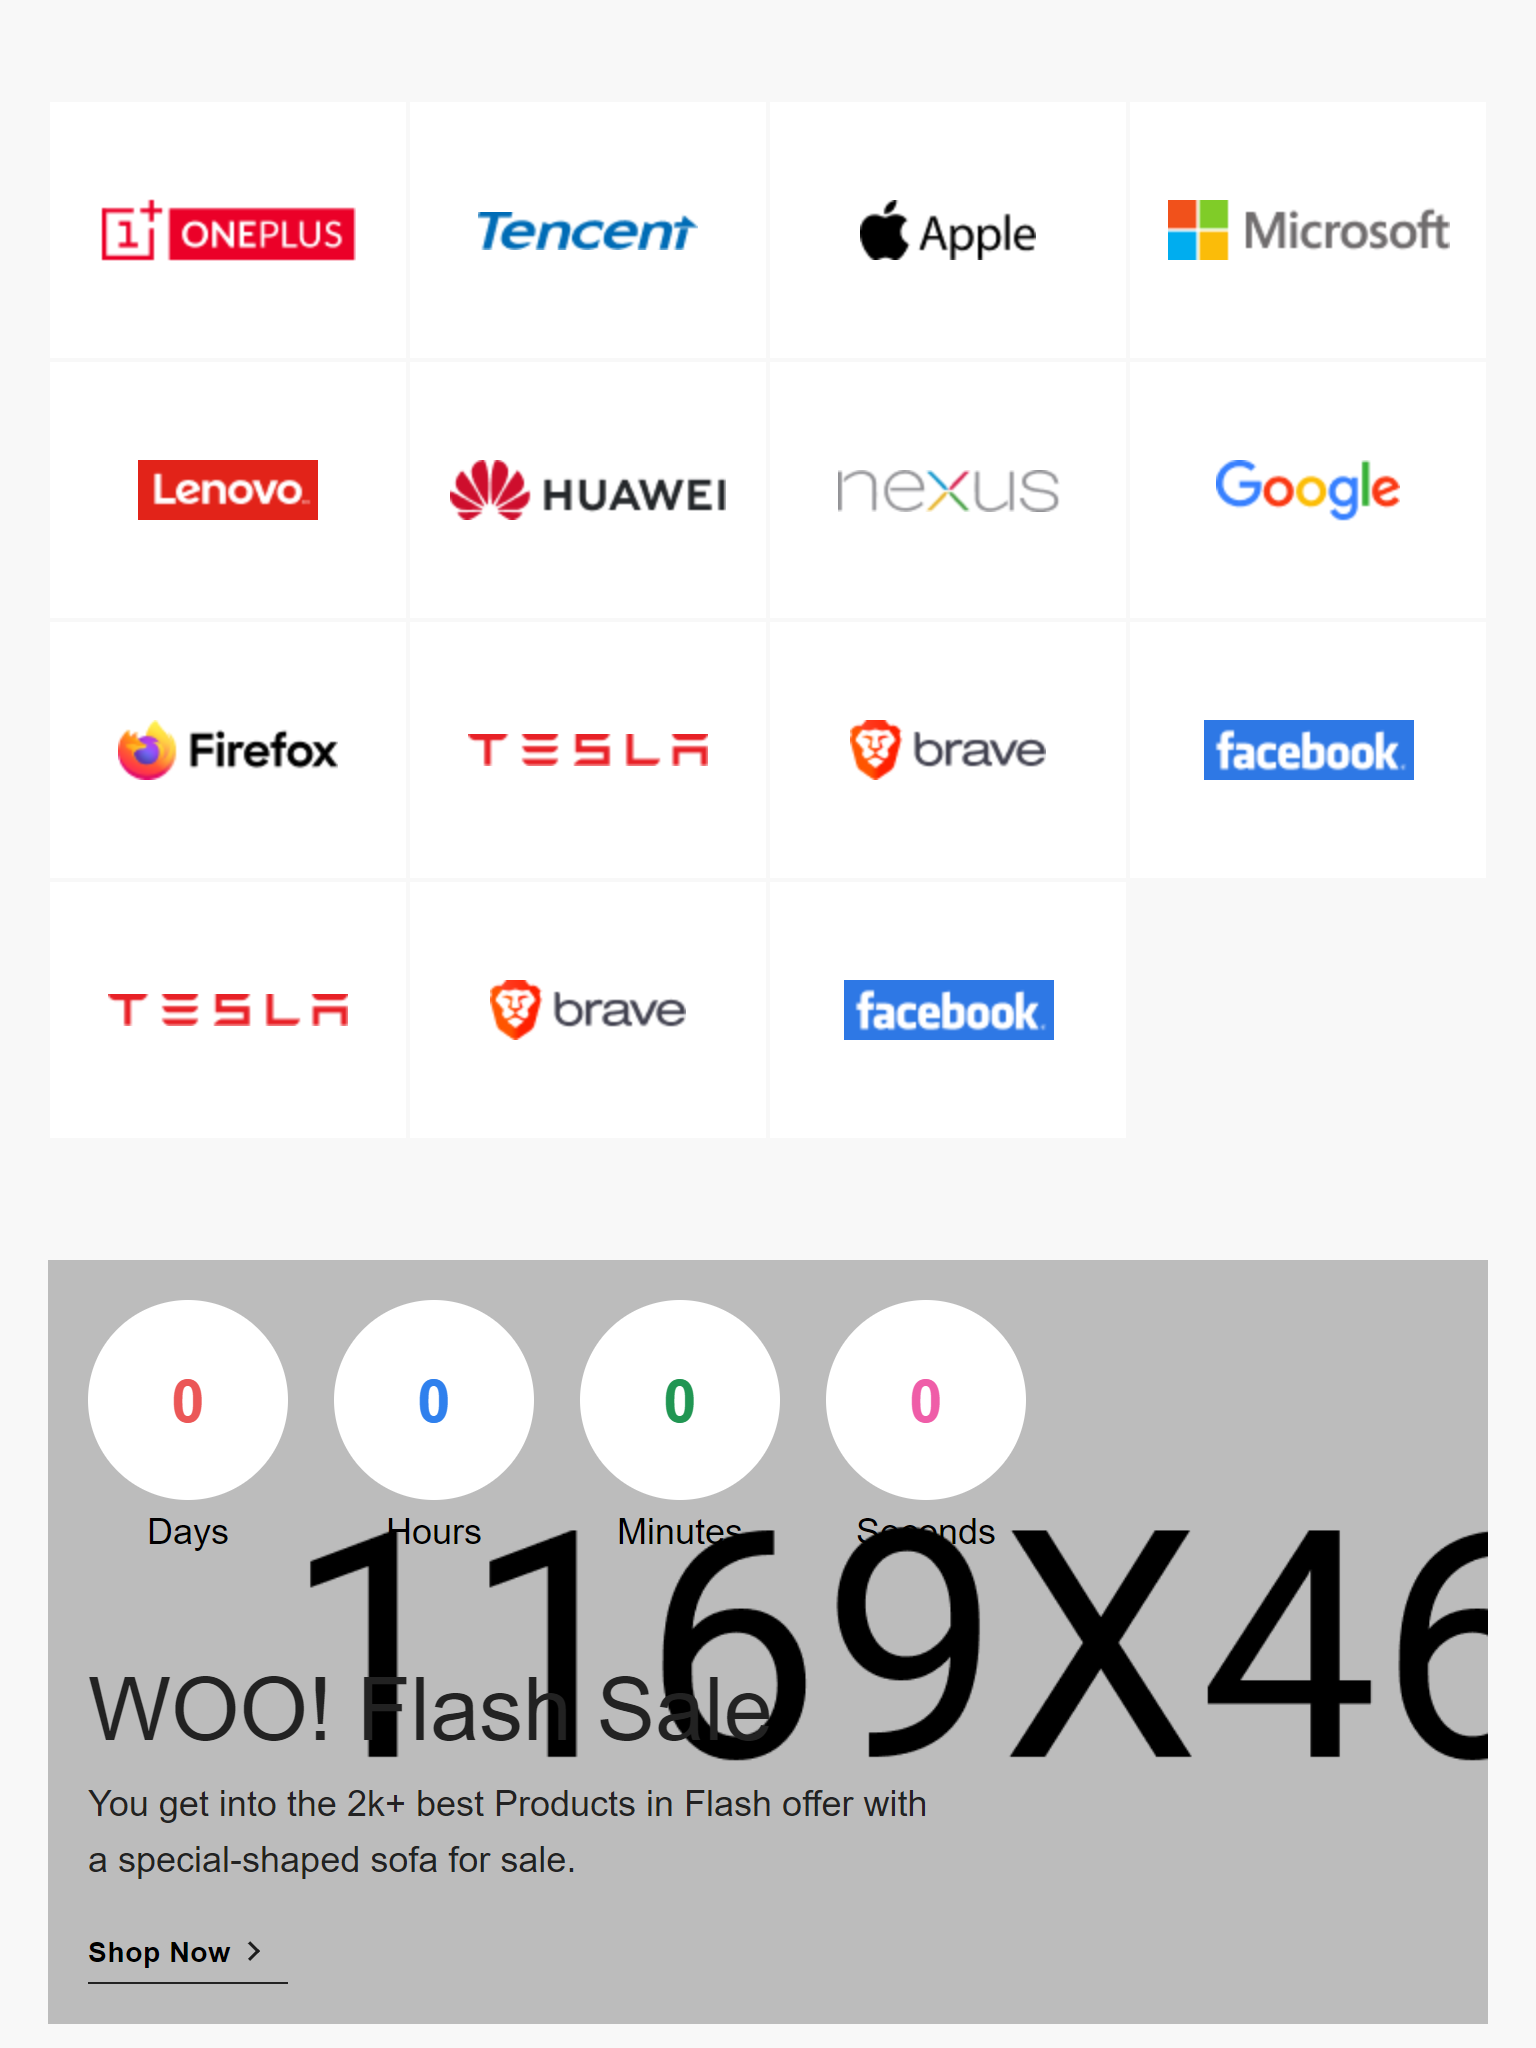 1+ ONEPLUS
Tencent
Apple
Microsoft
Lenovo
HUAWEI
nexus
Google
Firefox
TESLA
brave
facebook
TESLA
brave
facebook
0 0 0 0
Days Hours Minutes Seconds
1169X46
WOO! Flash Sale
You get into the 2k+ best Products in Flash offer with
a special-shaped sofa for sale.
Shop Now